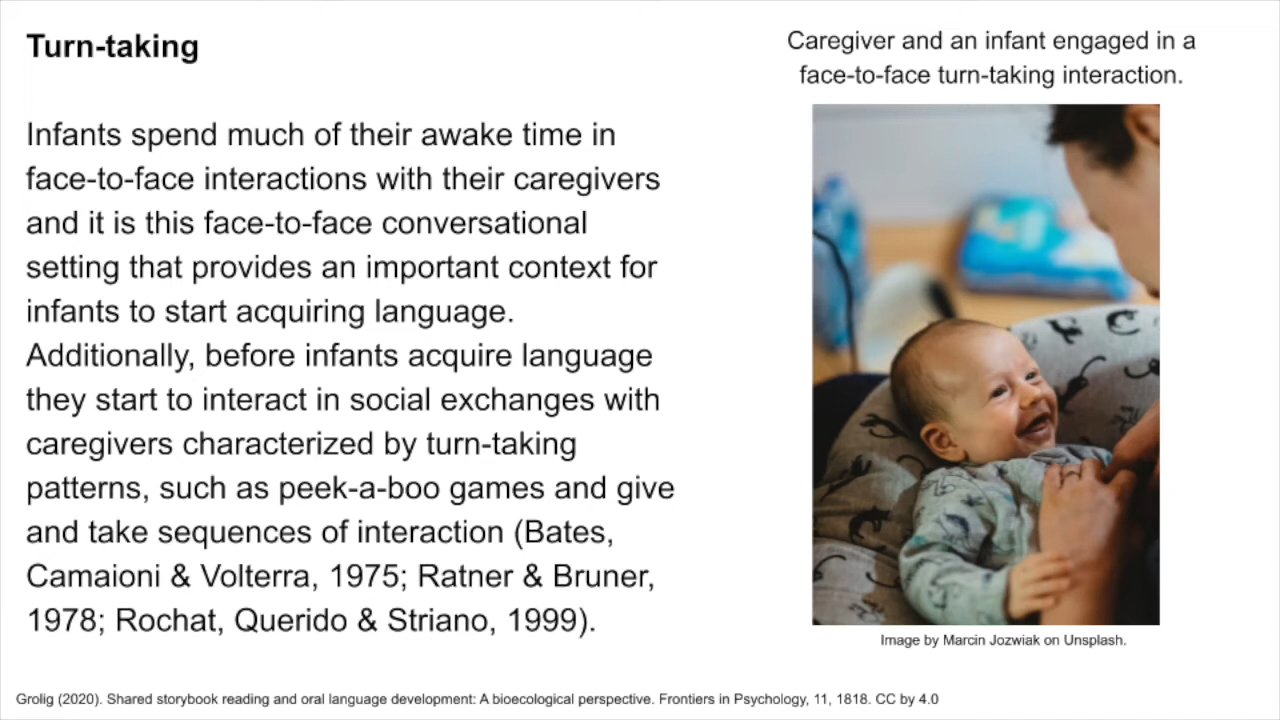 Turn-taking
Infants spend much of their awake time in
face-to-face interactions with their caregivers
and it is this face-to-face conversational
setting that provides an important context for
infants to start acquiring language.
Additionally, before infants acquire language
they start to interact in social exchanges with
caregivers characterized by turn-taking
patterns, such as peek-a-boo games and give
and take sequences of interaction (Bates,
Camaioni & Volterra, 1975; Ratner & Bruner,
1978; Rochat, Querido & Striano, 1999).
Caregiver and an infant engaged in a
face-to-face turn-taking interaction.
Image by Marcin Jozwiak on Unsplash.
Grolig (2020). Shared storybook reading and oral language development: A bioecological perspective. Frontiers in Psychology, 11, 1818. CC by 4.0